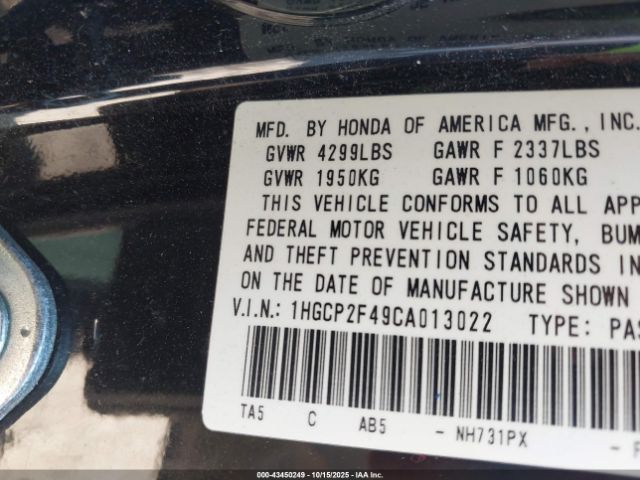 MFD. BY HONDA OF AMERICA MFG., INC.
GVWR 4299LBS GAWR F 2337LBS
GVWR 1950KG GAWR F 1060KG
THIS VEHICLE CONFORMS TO ALL APP
FEDERAL MOTOR VEHICLE SAFETY, BUM
AND THEFT PREVENTION STANDARDS IN
ON THE DATE OF MANUFACTURE SHOWN
V.I.N.: 1HGCP2F49CA013022 TYPE: PAS
TA5 C AB5 - NH731PX - F
00-43450249 - 10/15/2025 - © IAA Inc.